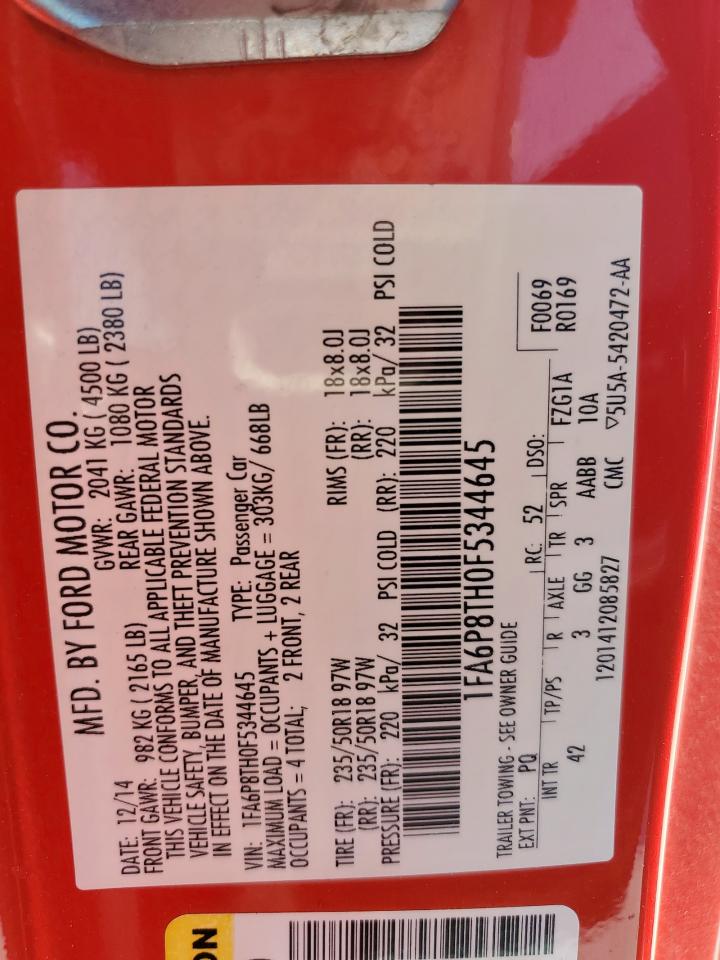 MFD. BY FORD MOTOR CO.
DATE: 12/14 GVWR: 2041 KG ( 4500 LB)
FRONT GAWR: 982 KG ( 2165 LB) REAR GAWR: 1080 KG ( 2380 LB)
THIS VEHICLE CONFORMS TO ALL APPLICABLE FEDERAL MOTOR
VEHICLE SAFETY, BUMPER, AND THEFT PREVENTION STANDARDS
IN EFFECT ON THE DATE OF MANUFACTURE SHOWN ABOVE.
VIN: 1FA6P8TH0F5344645 TYPE: Passenger Car
MAXIMUM LOAD = OCCUPANTS + LUGGAGE = 303KG/ 668LB
OCCUPANTS = 4 TOTAL; 2 FRONT, 2 REAR
TIRE (FR): 235/50R18 97W RIMS (FR): 18x8.0J
(RR): 235/50R18 97W (RR): 18x8.0J
PRESSURE (FR): 220 kPa/ 32 PSI COLD (RR): 220 kPa/ 32 PSI COLD
1FA6P8TH0F5344645
TRAILER TOWING - SEE OWNER GUIDE
EXT PNT: PQ RC: 52 DSO: F0069
R0169
INT TR TP/PS R AXLE TR SPR FZG1A
42 3 GG 3 AABB 10A
1201412085827 CMC ▽5U5A-5420472-AA
ON